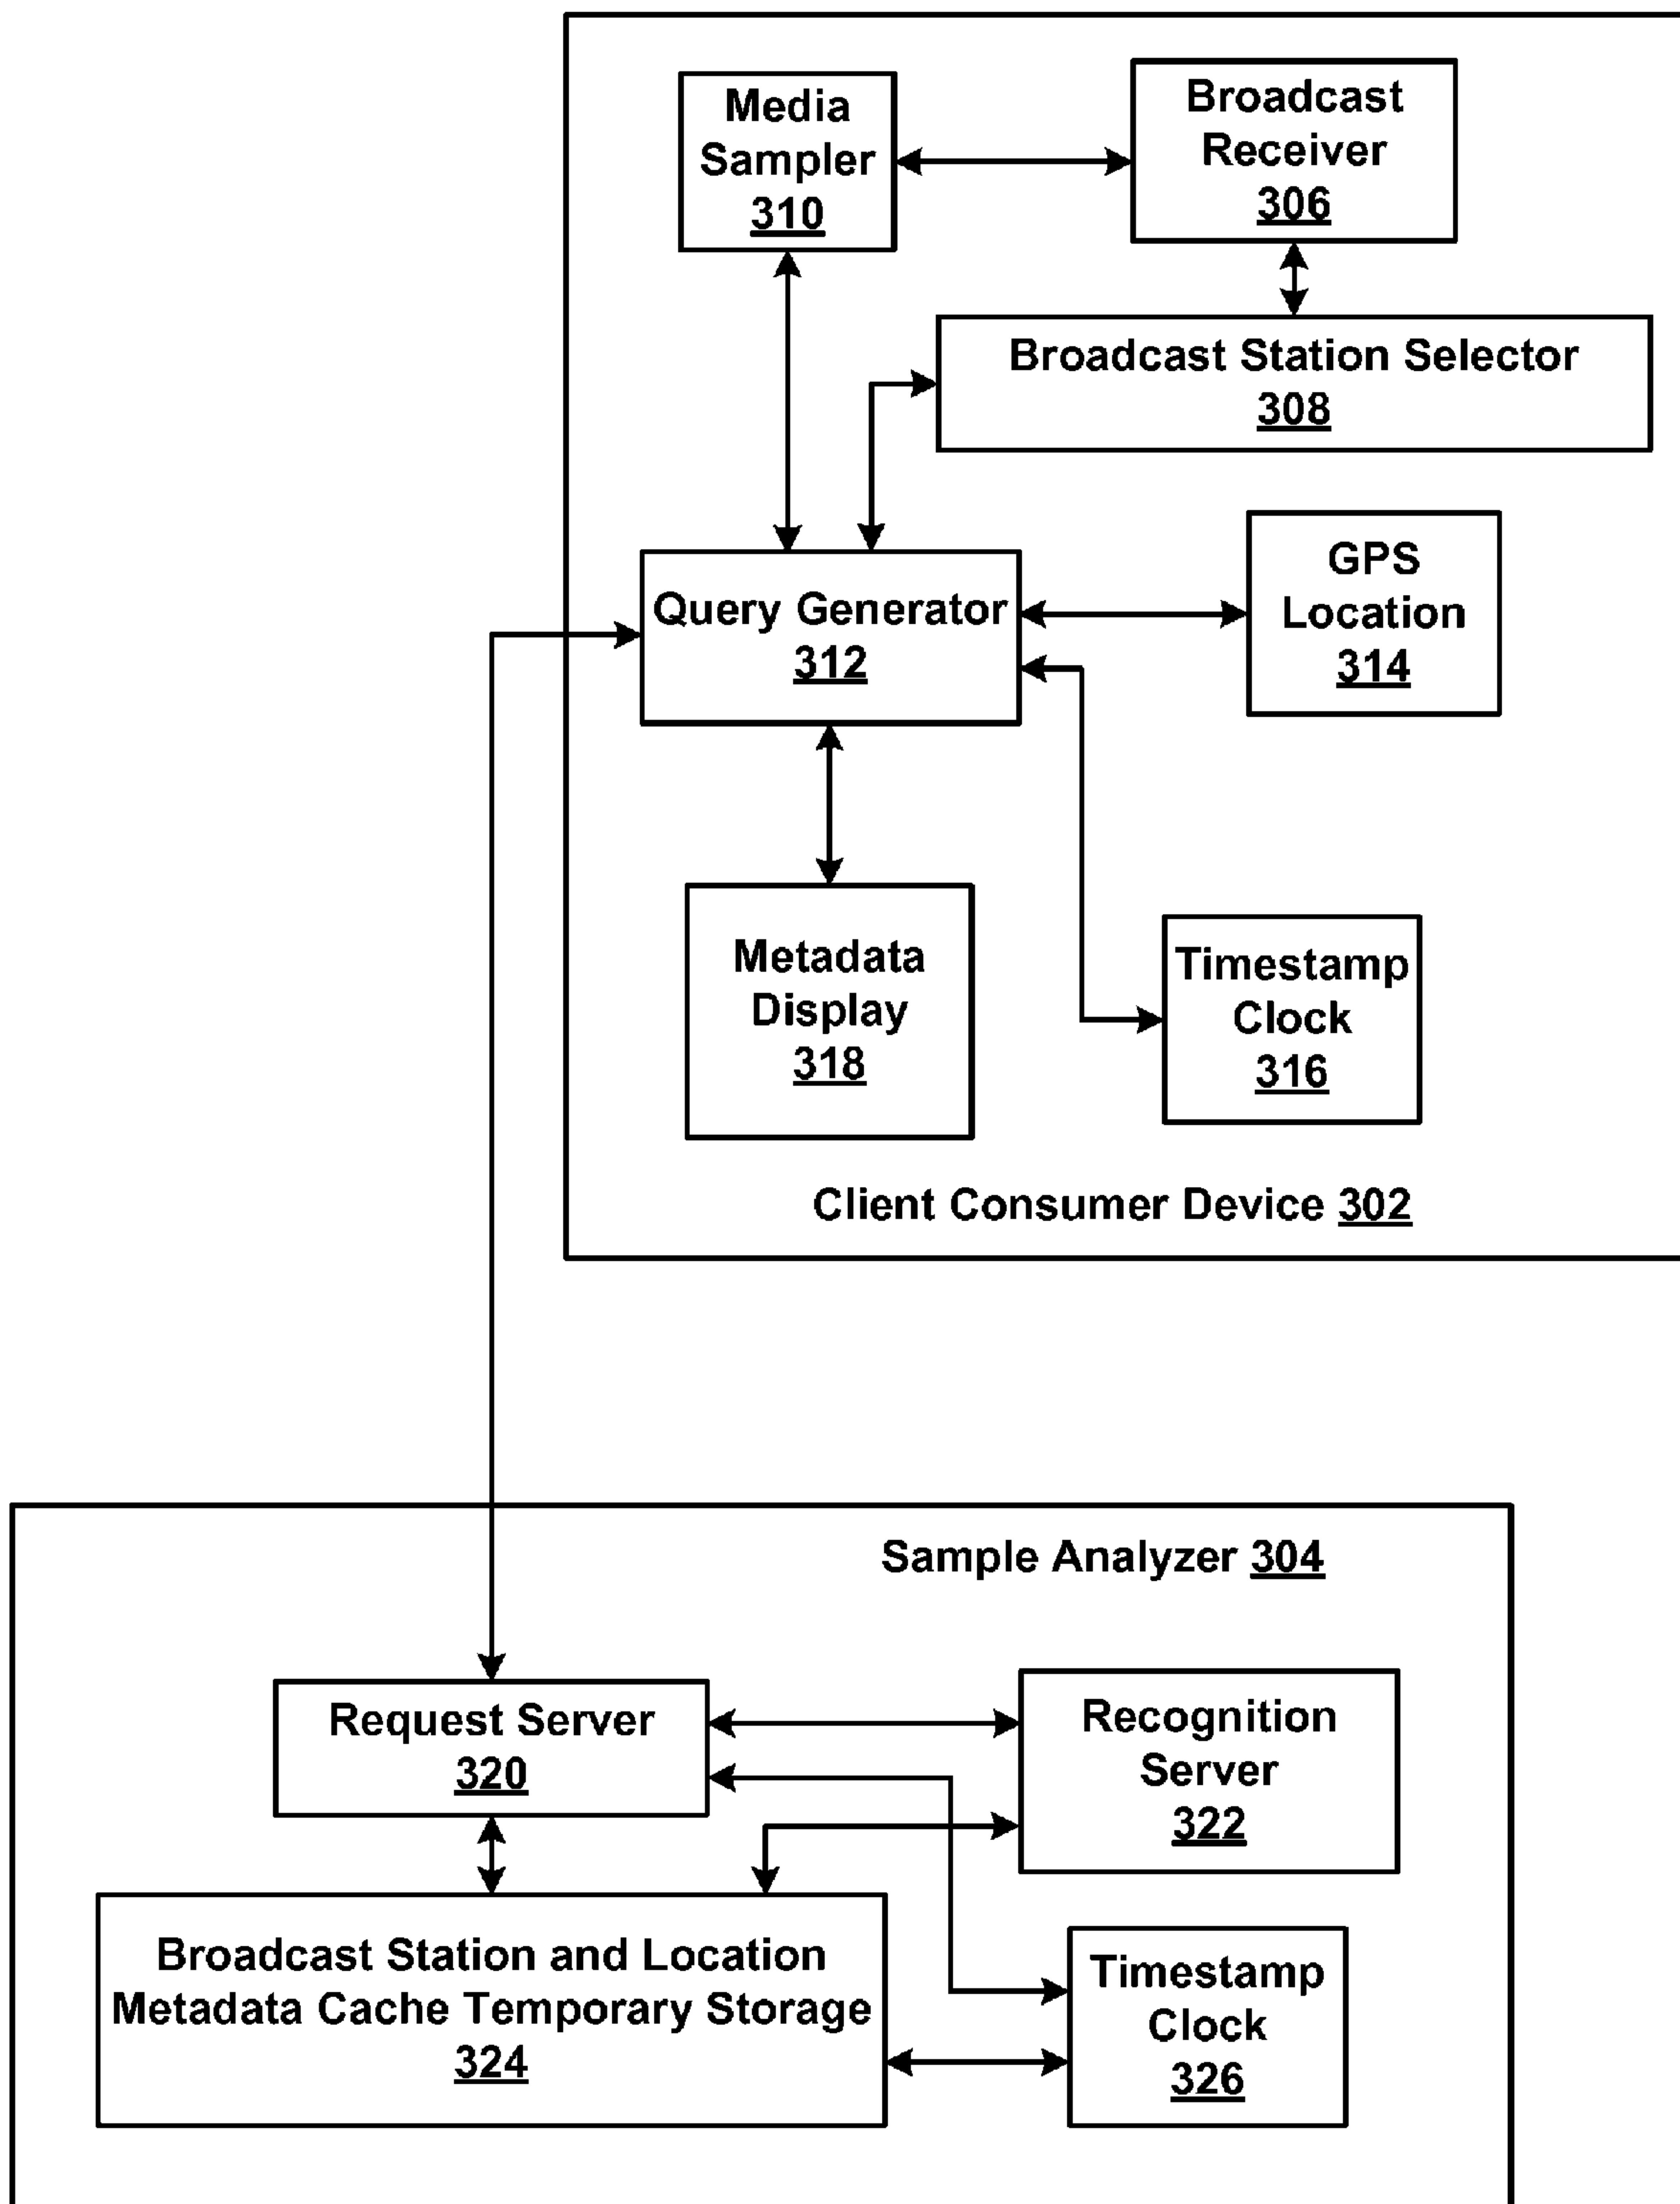 Media
Sampler
310
Broadcast
Receiver
306
Broadcast Station Selector
308
Query Generator
312
GPS
Location
314
Metadata
Display
318
Timestamp
Clock
316
Client Consumer Device 302
Sample Analyzer 304
Request Server
320
Recognition
Server
322
Broadcast Station and Location
Metadata Cache Temporary Storage
324
Timestamp
Clock
326